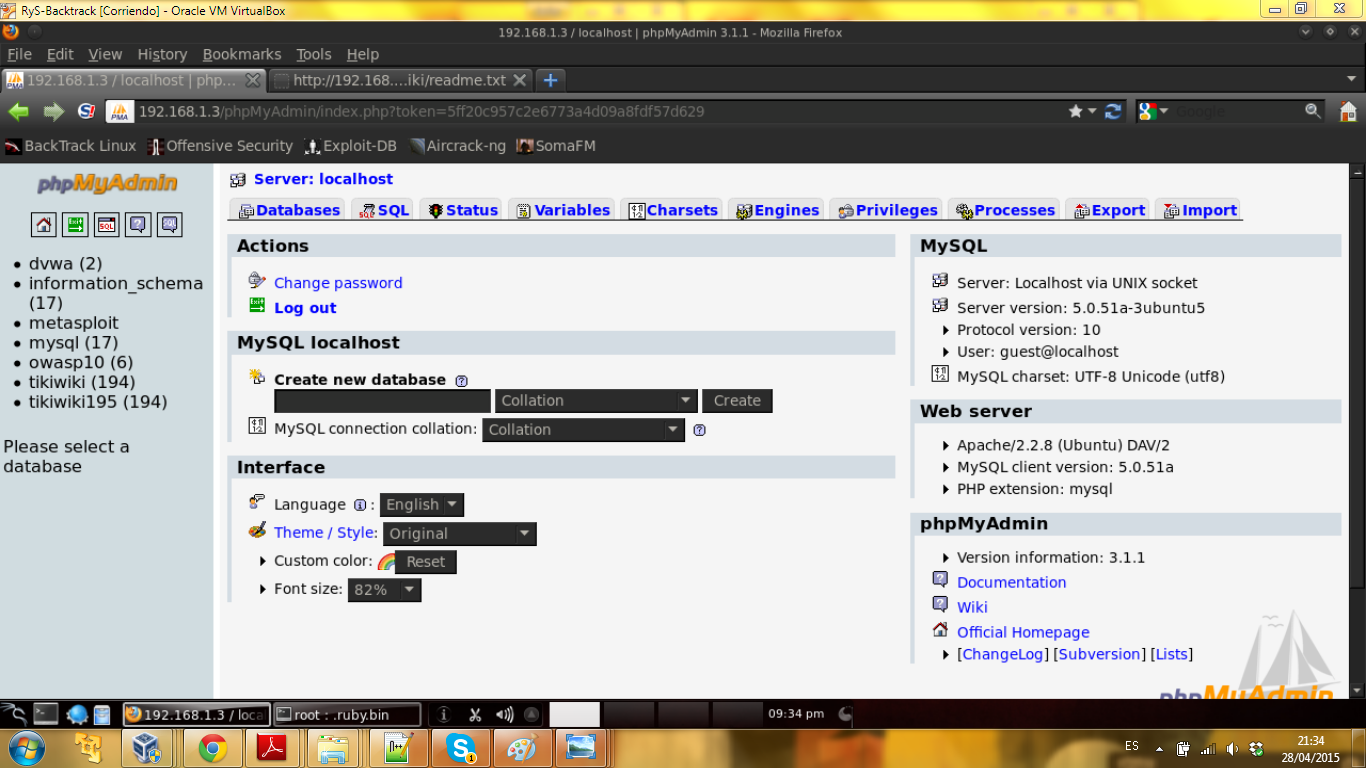 RyS-Backtrack [Corriendo] - Oracle VM VirtualBox
192.168.1.3 / localhost | phpMyAdmin 3.1.1 - Mozilla Firefox
File Edit View History Bookmarks Tools Help
192.168.1.3 / localhost | php... http://192.168....iki/readme.txt
192.168.1.3/phpMyAdmin/index.php?token=5ff20c957c2e6773a4d09a8fdf57d629 Google
BackTrack Linux Offensive Security Exploit-DB Aircrack-ng SomaFM
phpMyAdmin
dvwa (2)
information_schema
(17)
metasploit
mysql (17)
owasp10 (6)
tikiwiki (194)
tikiwiki195 (194)
Please select a
database
Server: localhost
Databases SQL Status Variables Charsets Engines Privileges Processes Export Import
Actions
Change password
Log out
MySQL localhost
Create new database
Collation Create
MySQL connection collation: Collation
Interface
Language : English
Theme / Style: Original
Custom color: Reset
Font size: 82%
MySQL
Server: Localhost via UNIX socket
Server version: 5.0.51a-3ubuntu5
Protocol version: 10
User: guest@localhost
MySQL charset: UTF-8 Unicode (utf8)
Web server
Apache/2.2.8 (Ubuntu) DAV/2
MySQL client version: 5.0.51a
PHP extension: mysql
phpMyAdmin
Version information: 3.1.1
Documentation
Wiki
Official Homepage
[ChangeLog] [Subversion] [Lists]
phpMyAdmin
192.168.1.3 / loca root : .ruby.bin 09:34 pm
ES 21:34
28/04/2015